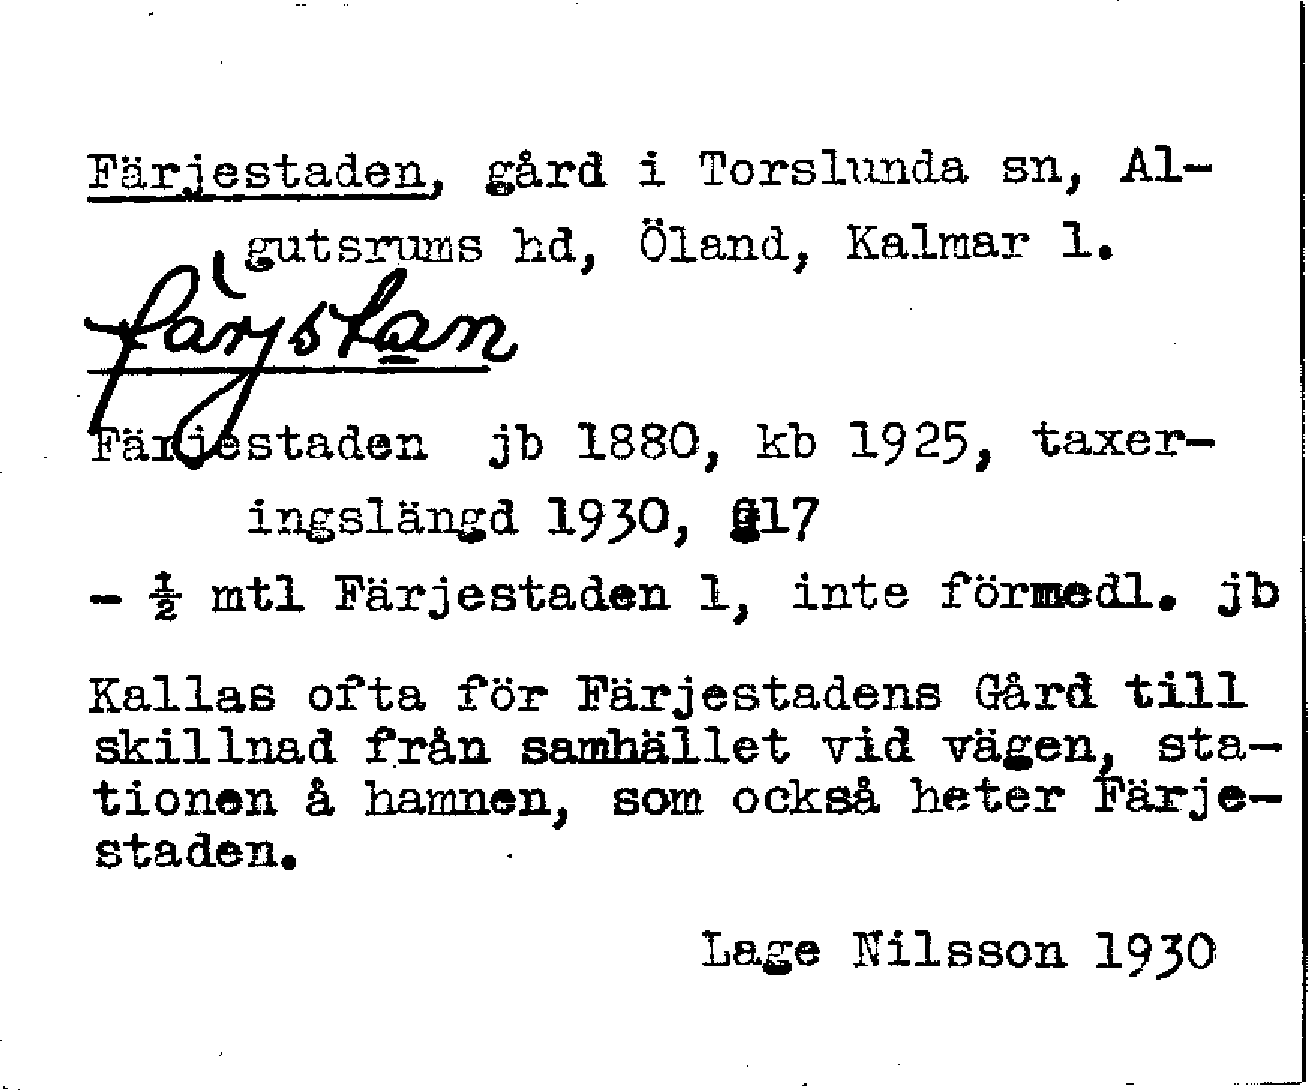 Färjestaden, gård i Torslunda sn, Al-
gutsrums hd, Öland, Kalmar l.
färjstan
Färjestaden jb 1880, kb 1925, taxer-
ingslängd 1930, §17
- ½ mtl Färjestaden 1, inte förmedl. jb
Kallas ofta för Färjestadens Gård till
skillnad från samhället vid vägen, sta-
tionen å hamnen, som också heter Färje-
staden.
Lage Nilsson 1930